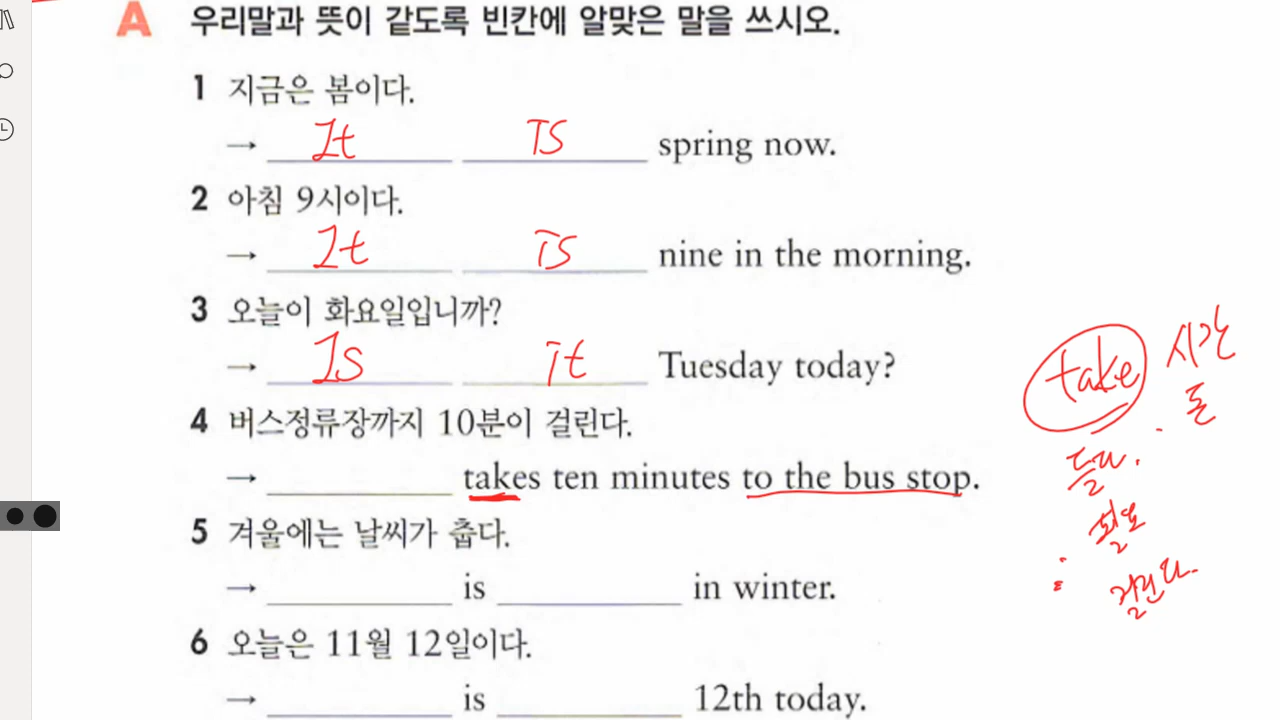 A 우리말과 뜻이 같도록 빈칸에 알맞은 말을 쓰시오.
1 지금은 봄이다.
→ It is spring now.
2 아침 9시이다.
→ It is nine in the morning.
3 오늘이 화요일입니까?
→ Is it Tuesday today?
take 시간
돈
4 버스정류장까지 10분이 걸린다.
→ takes ten minutes to the bus stop.
들다.
필요
5 겨울에는 날씨가 춥다.
→ is in winter.
걸린다.
6 오늘은 11월 12일이다.
→ is 12th today.